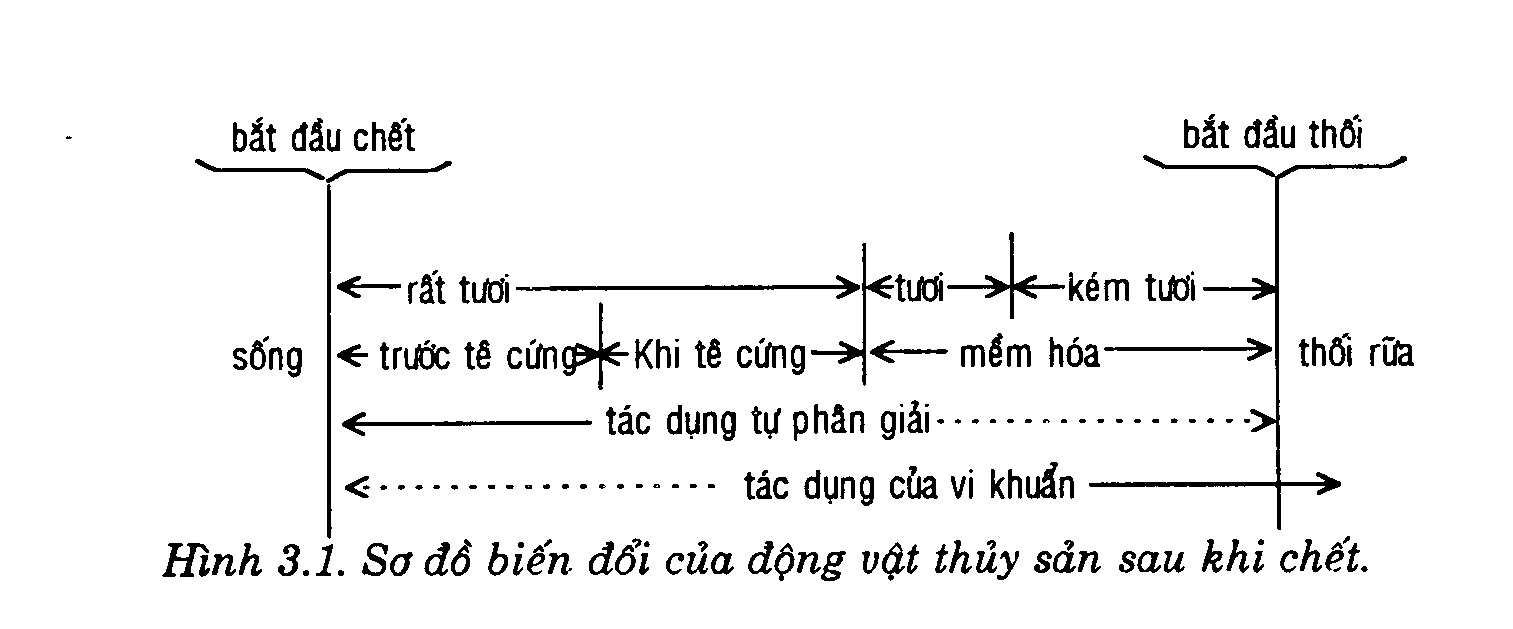 bắt đầu chết bắt đầu thối
rất tươi tươi kém tươi
sống trước tê cứng Khi tê cứng mềm hóa thối rữa
tác dụng tự phân giải
tác dụng của vi khuẩn
Hình 3.1. Sơ đồ biến đổi của động vật thủy sản sau khi chết.